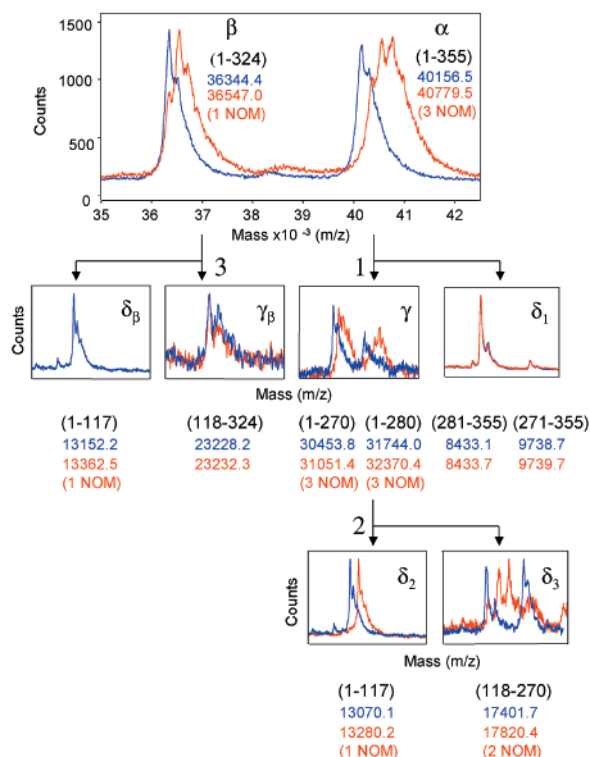 β α
(1-324) (1-355)
36344.4 40156.5
36547.0 40779.5
(1 NOM) (3 NOM)
Counts
1500
1000
500
0
35 36 37 38 39 40 41 42
Mass x10 -3 (m/z)
3 1
Counts
δβ γβ γ δ1
Mass (m/z)
(1-117) (118-324) (1-270) (1-280) (281-355) (271-355)
13152.2 23228.2 30453.8 31744.0 8433.1 9738.7
13362.5 23232.3 31051.4 32370.4 8433.7 9739.7
(1 NOM) (3 NOM) (3 NOM)
2
Counts
δ2 δ3
Mass (m/z)
(1-117) (118-270)
13070.1 17401.7
13280.2 17820.4
(1 NOM) (2 NOM)